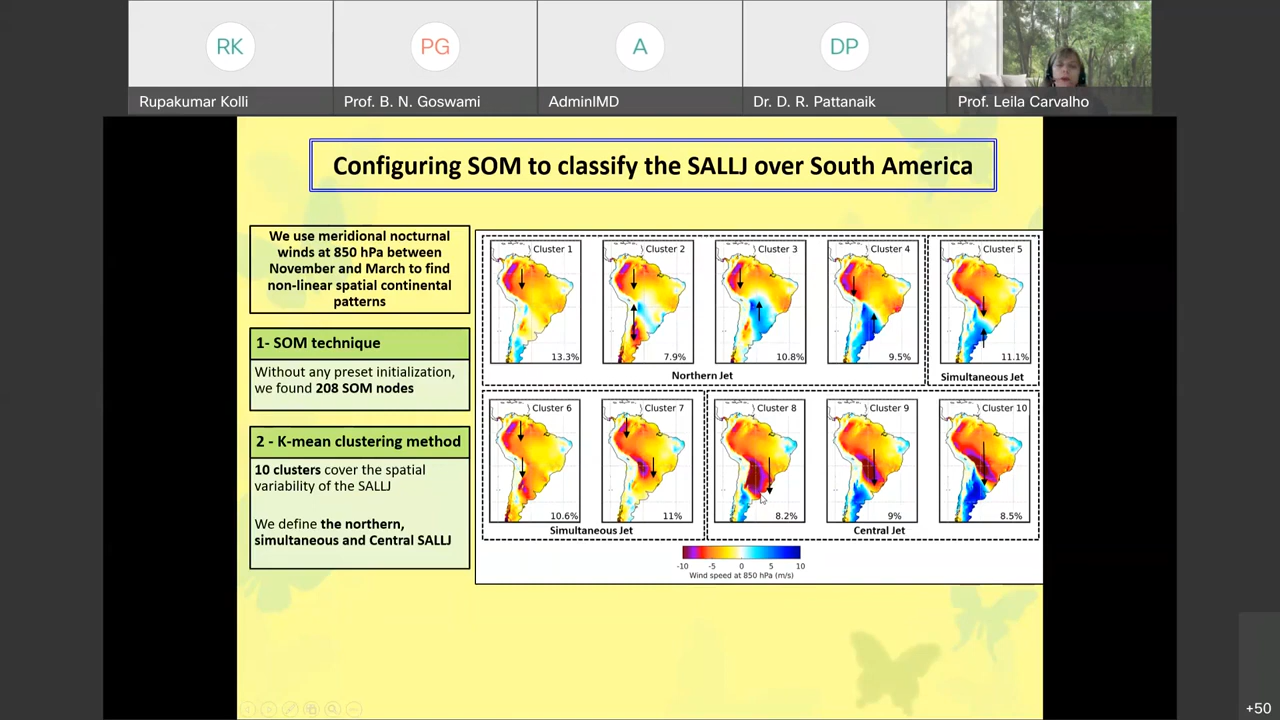 RK
PG
A
DP
Rupakumar Kolli
Prof. B. N. Goswami
AdminIMD
Dr. D. R. Pattanaik
Prof. Leila Carvalho
Configuring SOM to classify the SALLJ over South America
We use meridional nocturnal
winds at 850 hPa between
November and March to find
non-linear spatial continental
patterns
1- SOM technique
Without any preset initialization,
we found 208 SOM nodes
2 - K-mean clustering method
10 clusters cover the spatial
variability of the SALLJ
We define the northern,
simultaneous and Central SALLJ
Cluster 1
Cluster 2
Cluster 3
Cluster 4
Cluster 5
13.3%
7.9%
10.8%
9.5%
11.1%
Northern Jet
Simultaneous Jet
Cluster 6
Cluster 7
Cluster 8
Cluster 9
Cluster 10
10.6%
11%
8.2%
9%
8.5%
Simultaneous Jet
Central Jet
-10 -5 0 5 10
Wind speed at 850 hPa (m/s)
+50